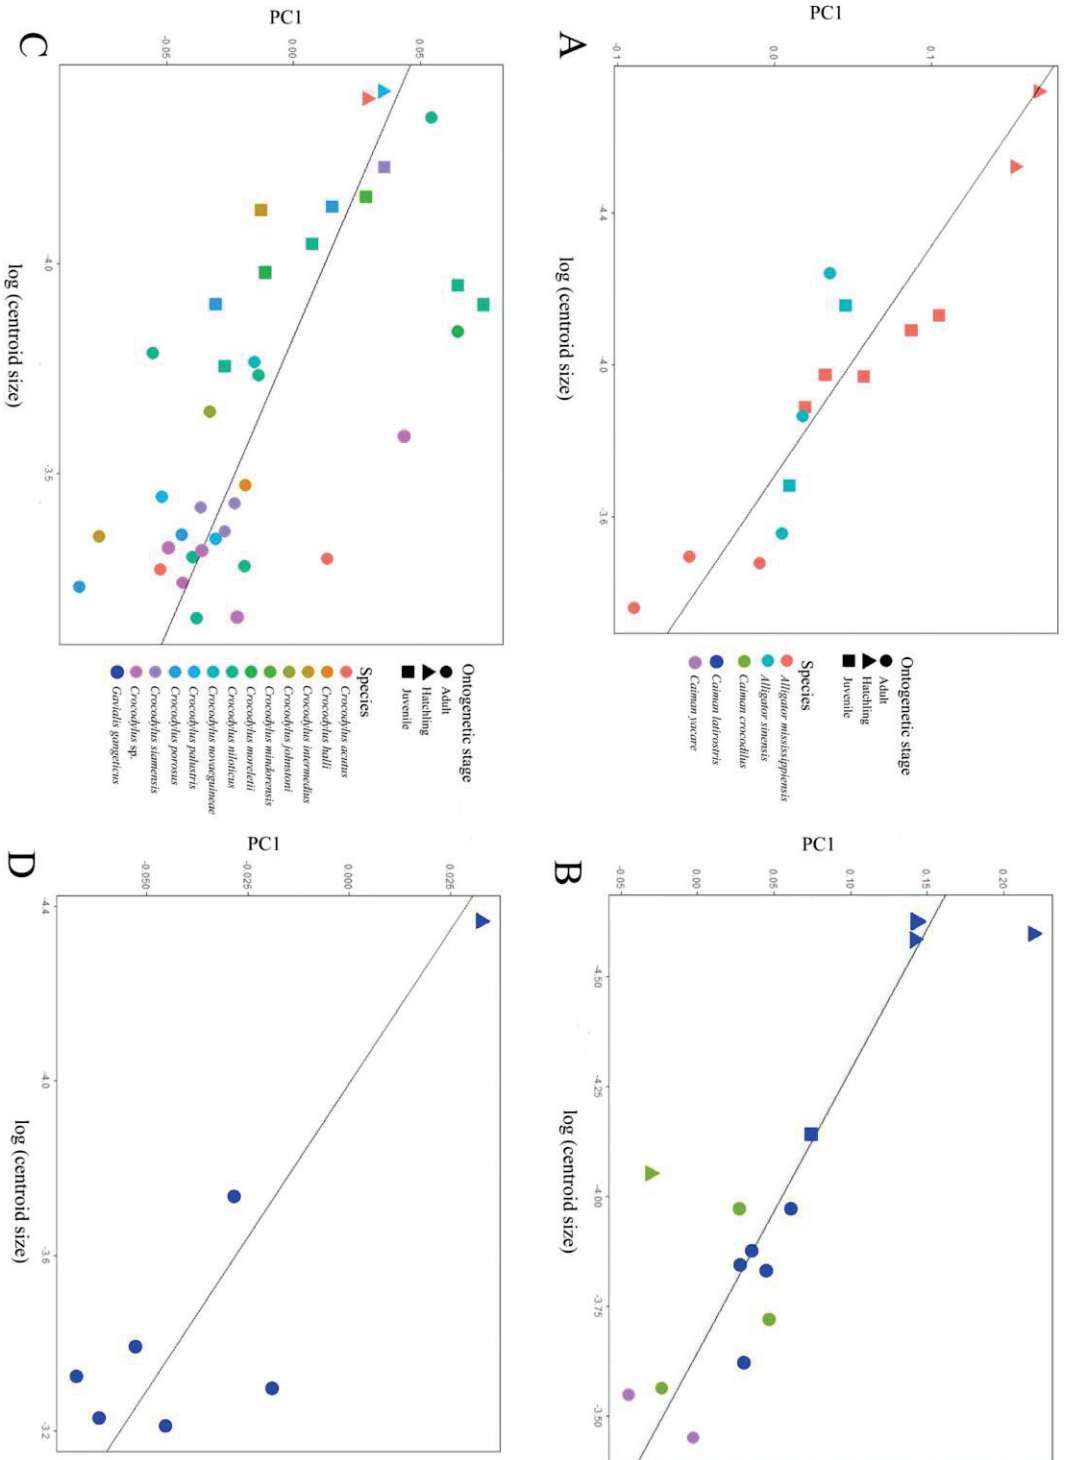 A
PC1
-0.1
0.0
0.1
-4.4
-4.0
-3.6
log (centroid size)
Ontogenetic stage
Adult
Hatchling
Juvenile
Species
Alligator mississippiensis
Alligator sinensis
Caiman crocodilus
Caiman latirostris
Caiman yacare
B
PC1
-0.05
0.00
0.05
0.10
0.15
0.20
-4.50
-4.25
-4.00
-3.75
-3.50
log (centroid size)
C
PC1
-0.05
0.00
0.05
-4.0
-3.5
log (centroid size)
Ontogenetic stage
Adult
Hatchling
Juvenile
Species
Crocodylus acutus
Crocodylus halli
Crocodylus intermedius
Crocodylus johnstoni
Crocodylus mindorensis
Crocodylus moreletii
Crocodylus niloticus
Crocodylus novaeguineae
Crocodylus palustris
Crocodylus porosus
Crocodylus siamensis
Crocodylus sp.
Gavialis gangeticus
D
PC1
-0.050
-0.025
0.000
0.025
-4.4
-4.0
-3.6
-3.2
log (centroid size)